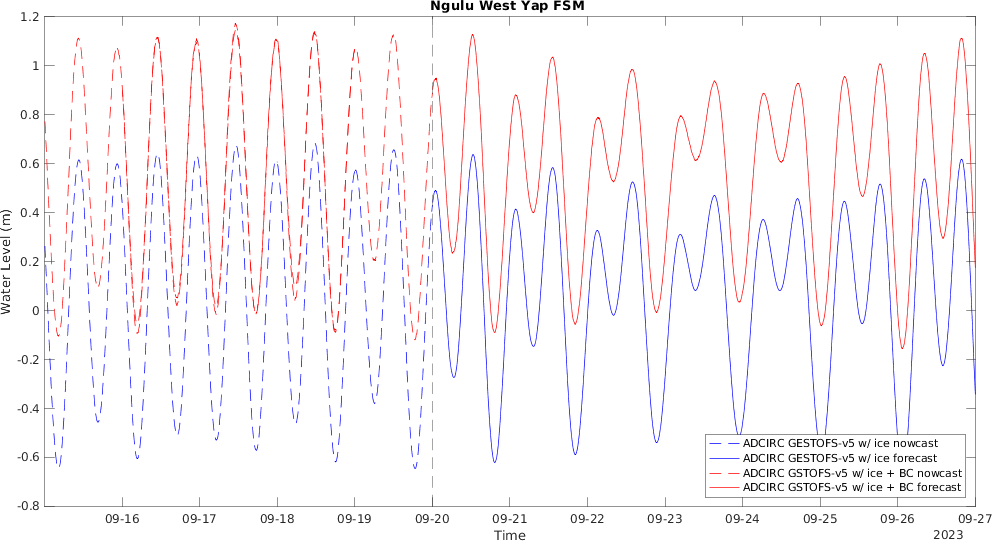 Ngulu West Yap FSM
1.2
1
0.8
0.6
0.4
0.2
0
-0.2
-0.4
-0.6
-0.8
Water Level (m)
09-16 09-17 09-18 09-19 09-20 09-21 09-22 09-23 09-24 09-25 09-26 09-27
Time
2023
ADCIRC GESTOFS-v5 w/ ice nowcast
ADCIRC GESTOFS-v5 w/ ice forecast
ADCIRC GSTOFS-v5 w/ ice + BC nowcast
ADCIRC GSTOFS-v5 w/ ice + BC forecast